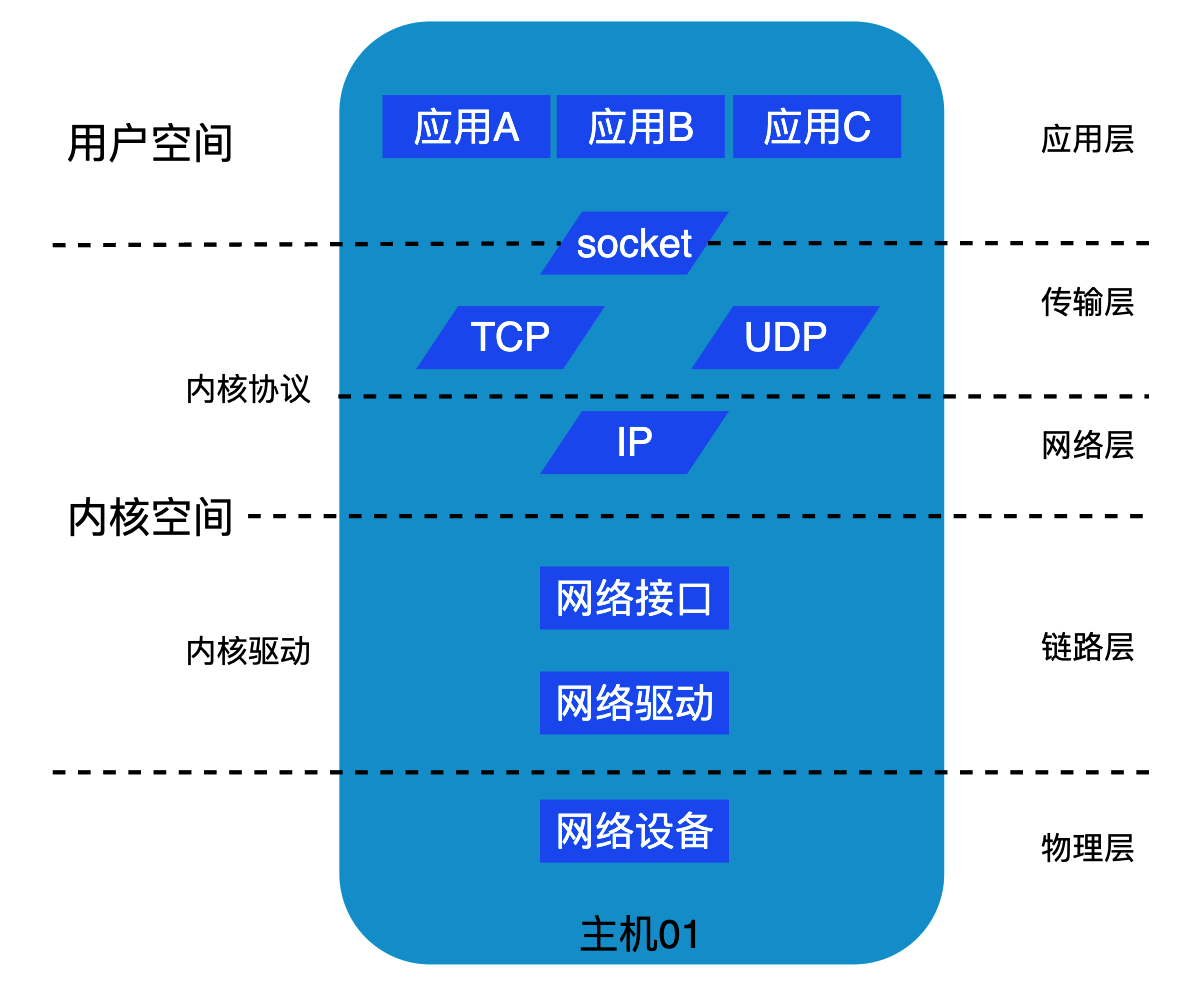 用户空间
应用A
应用B
应用C
应用层
socket
传输层
TCP
UDP
内核协议
IP
网络层
内核空间
网络接口
内核驱动
链路层
网络驱动
网络设备
物理层
主机01